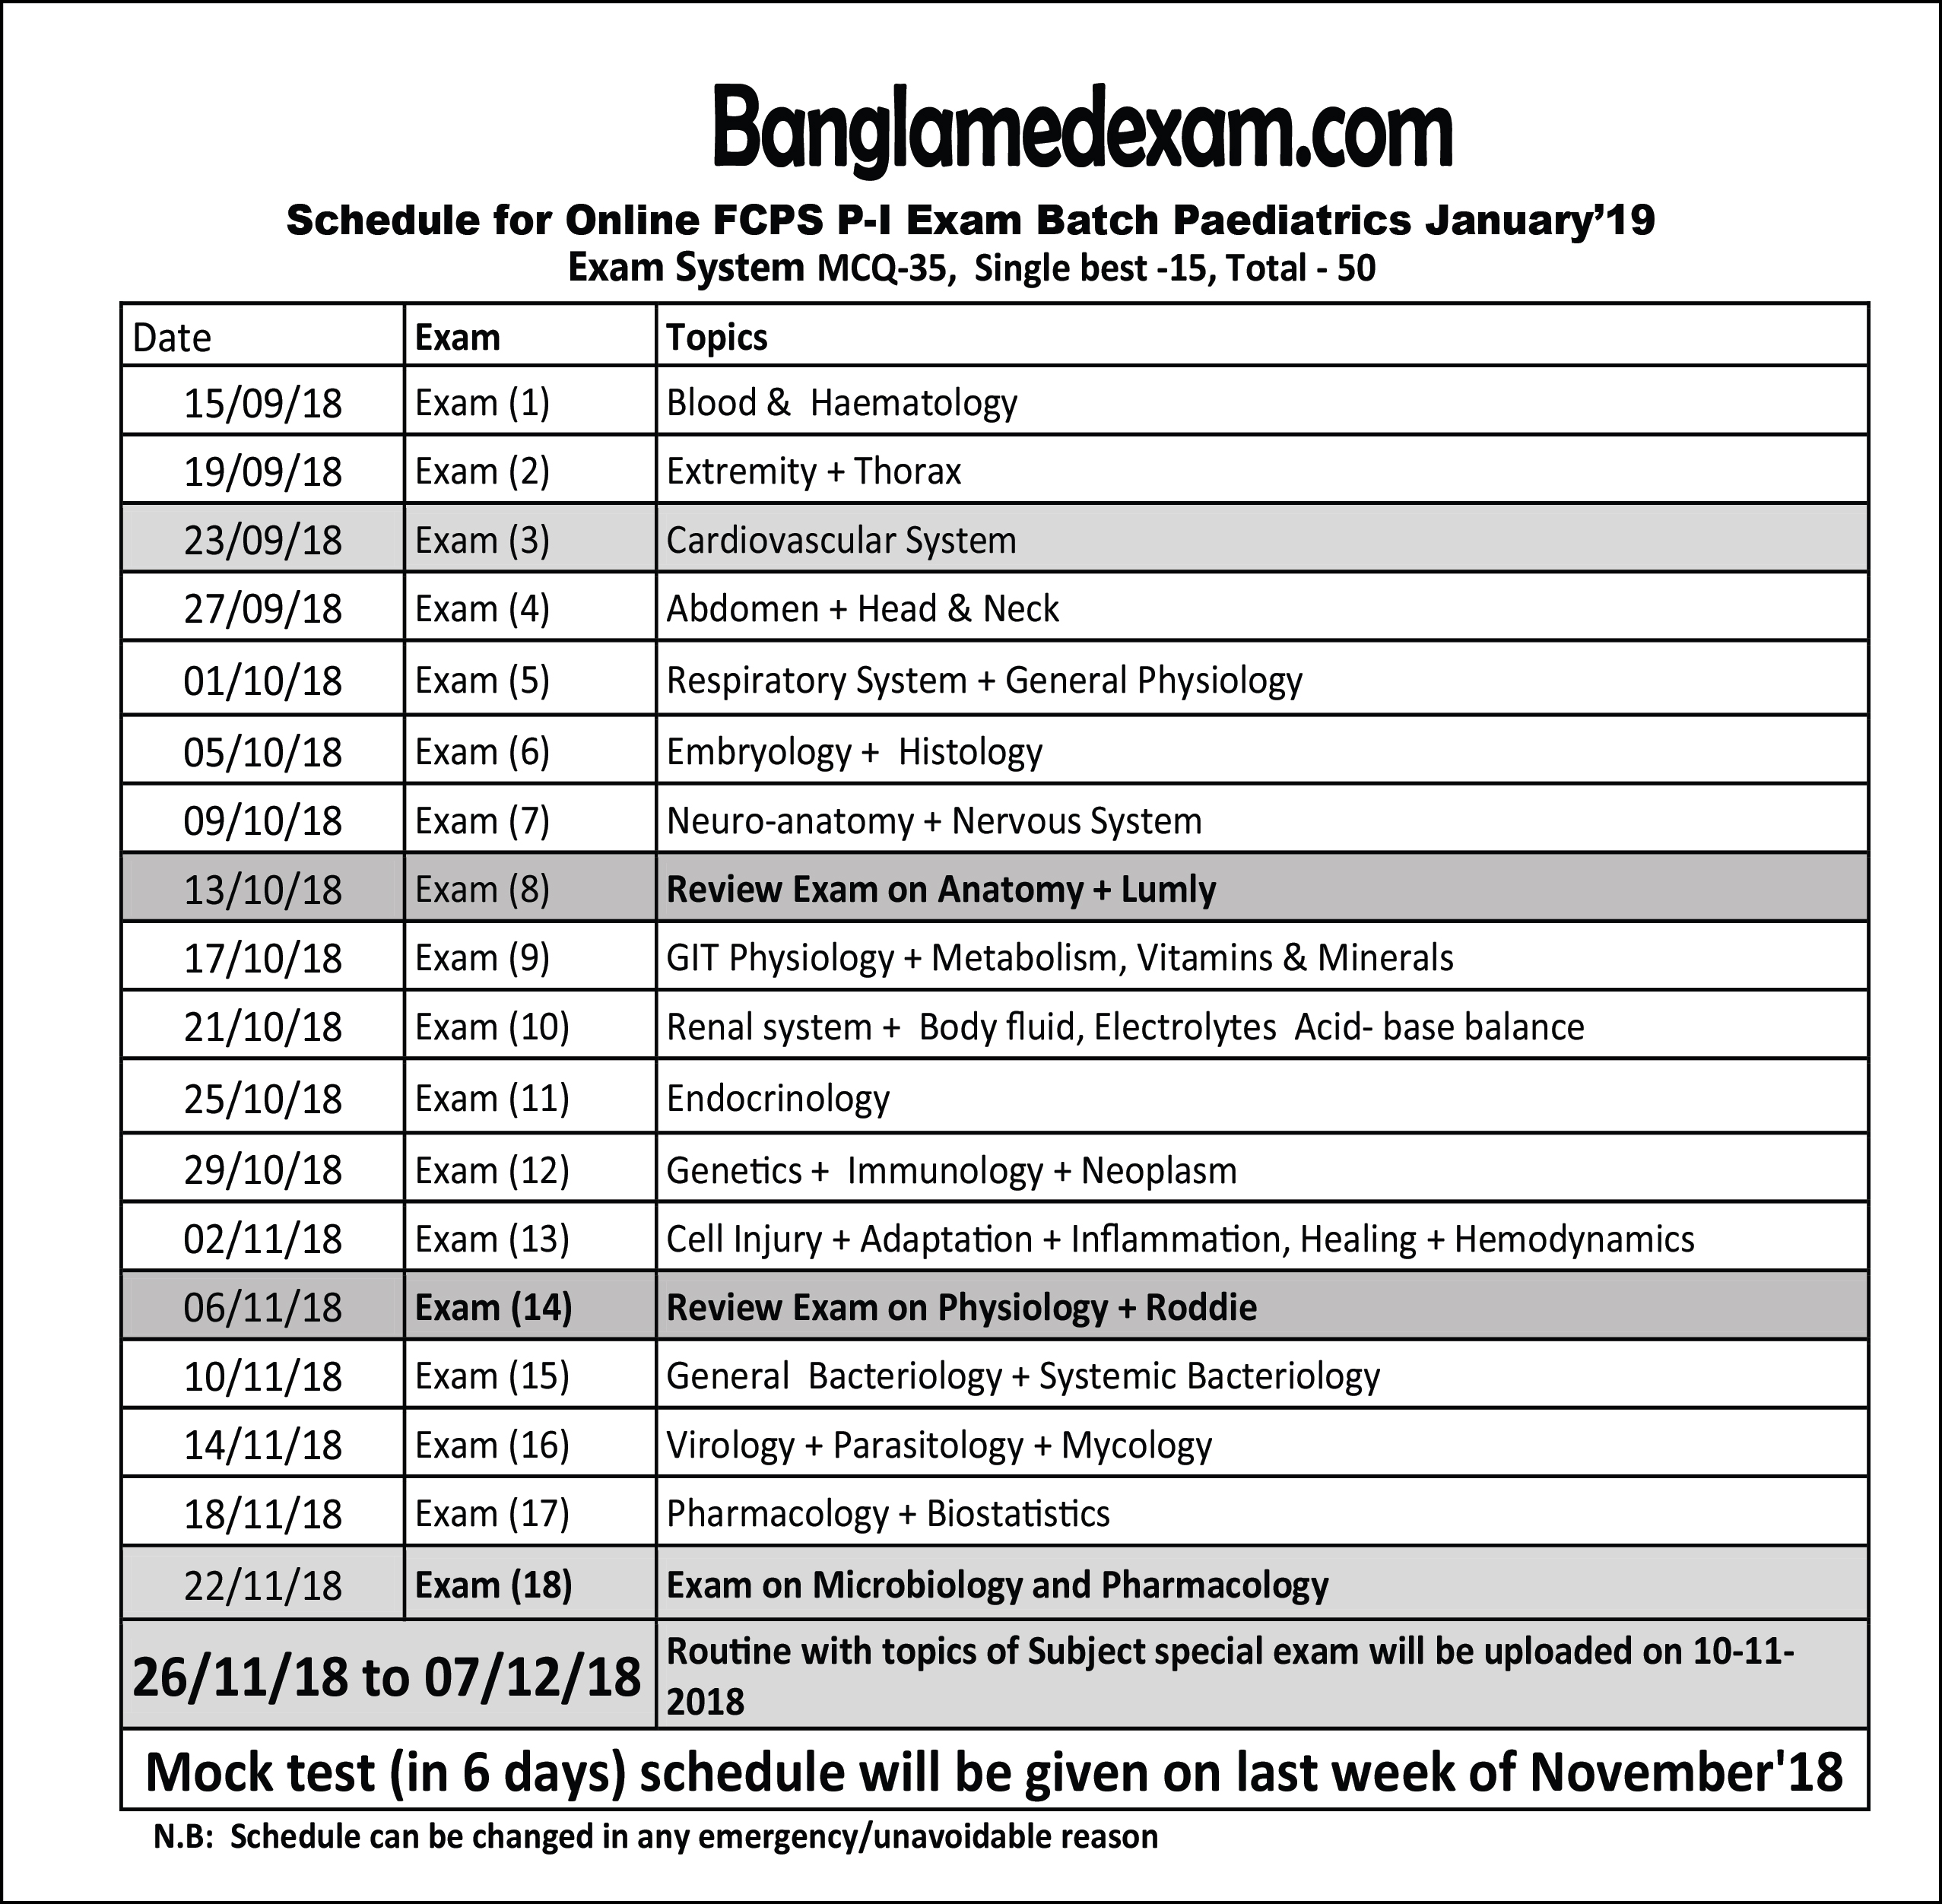 Banglamedexam.com
Schedule for Online FCPS P-I Exam Batch Paediatrics January’19
Exam System MCQ-35, Single best -15, Total - 50
Date Exam Topics
15/09/18 Exam (1) Blood & Haematology
19/09/18 Exam (2) Extremity + Thorax
23/09/18 Exam (3) Cardiovascular System
27/09/18 Exam (4) Abdomen + Head & Neck
01/10/18 Exam (5) Respiratory System + General Physiology
05/10/18 Exam (6) Embryology + Histology
09/10/18 Exam (7) Neuro-anatomy + Nervous System
13/10/18 Exam (8) Review Exam on Anatomy + Lumly
17/10/18 Exam (9) GIT Physiology + Metabolism, Vitamins & Minerals
21/10/18 Exam (10) Renal system + Body fluid, Electrolytes Acid- base balance
25/10/18 Exam (11) Endocrinology
29/10/18 Exam (12) Genetics + Immunology + Neoplasm
02/11/18 Exam (13) Cell Injury + Adaptation + Inflammation, Healing + Hemodynamics
06/11/18 Exam (14) Review Exam on Physiology + Roddie
10/11/18 Exam (15) General Bacteriology + Systemic Bacteriology
14/11/18 Exam (16) Virology + Parasitology + Mycology
18/11/18 Exam (17) Pharmacology + Biostatistics
22/11/18 Exam (18) Exam on Microbiology and Pharmacology
26/11/18 to 07/12/18 Routine with topics of Subject special exam will be uploaded on 10-11-
2018
Mock test (in 6 days) schedule will be given on last week of November'18
N.B: Schedule can be changed in any emergency/unavoidable reason